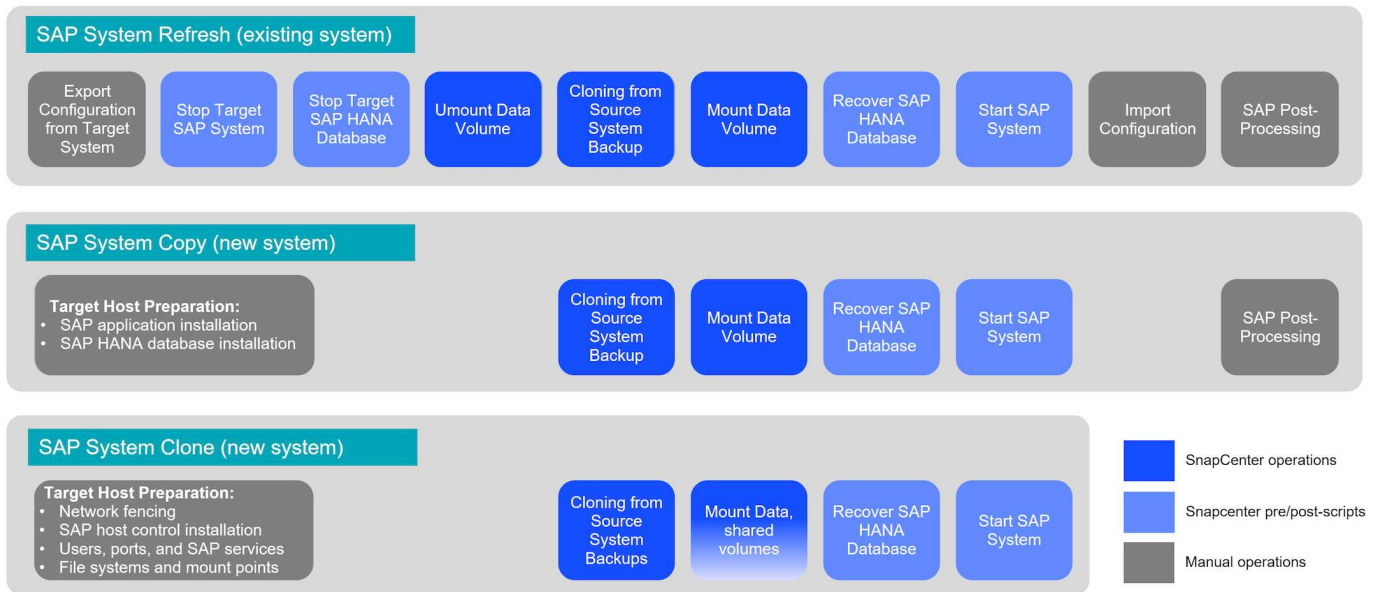 SAP System Refresh (existing system)
Export
Configuration
from Target
System
Stop Target
SAP System
Stop Target
SAP HANA
Database
Umount Data
Volume
Cloning from
Source
System
Backup
Mount Data
Volume
Recover SAP
HANA
Database
Start SAP
System
Import
Configuration
SAP Post-
Processing
SAP System Copy (new system)
Target Host Preparation:
• SAP application installation
• SAP HANA database installation
Cloning from
Source
System
Backup
Mount Data
Volume
Recover SAP
HANA
Database
Start SAP
System
SAP Post-
Processing
SAP System Clone (new system)
Target Host Preparation:
• Network fencing
• SAP host control installation
• Users, ports, and SAP services
• File systems and mount points
Cloning from
Source
System
Backups
Mount Data,
shared
volumes
Recover SAP
HANA
Database
Start SAP
System
SnapCenter operations
Snapcenter pre/post-scripts
Manual operations